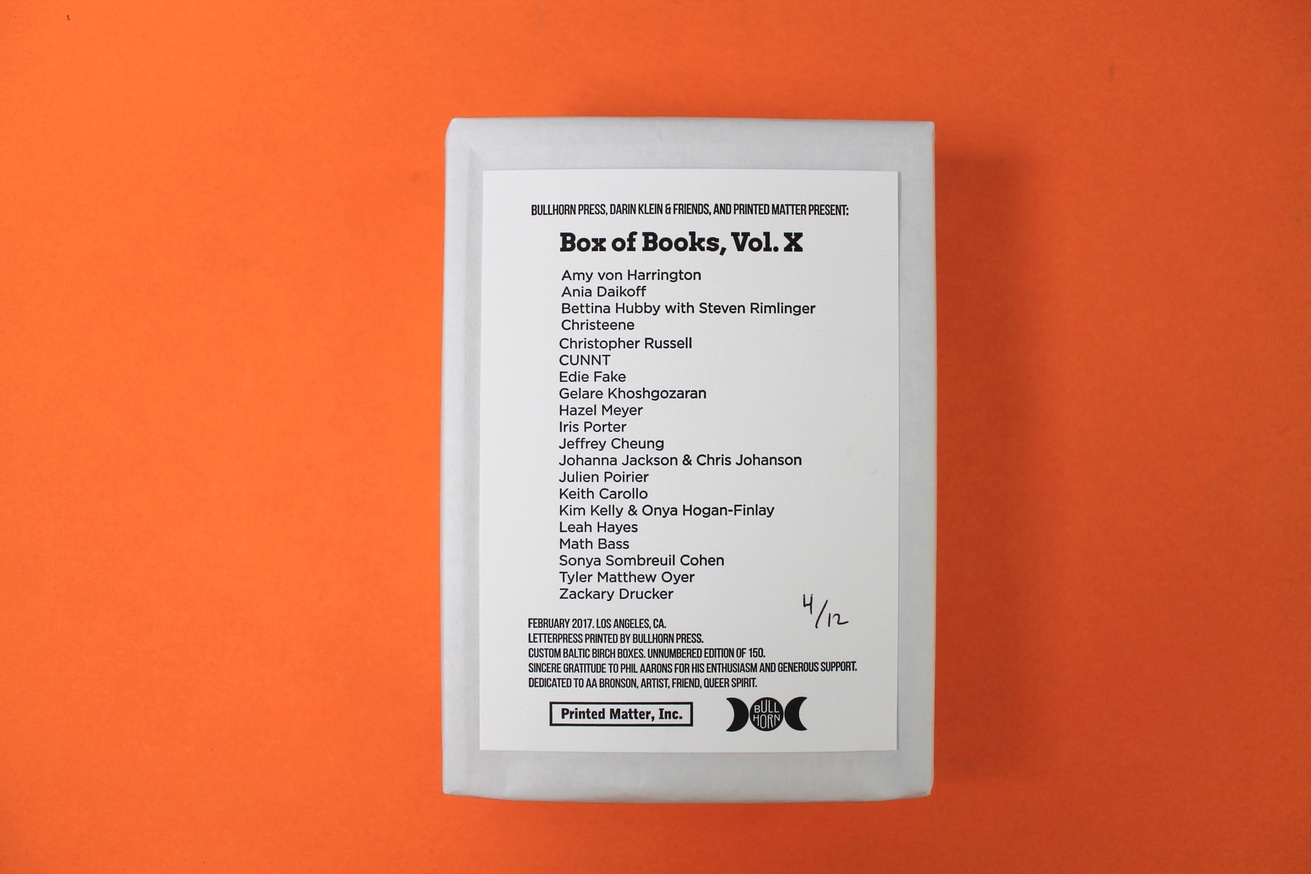 BULLHORN PRESS, DARIN KLEIN & FRIENDS, AND PRINTED MATTER PRESENT:
Box of Books, Vol. X
Amy von Harrington
Ania Daikoff
Bettina Hubby with Steven Rimlinger
Christeene
Christopher Russell
CUNNT
Edie Fake
Gelare Khoshgozaran
Hazel Meyer
Iris Porter
Jeffrey Cheung
Johanna Jackson & Chris Johanson
Julien Poirier
Keith Carollo
Kim Kelly & Onya Hogan-Finlay
Leah Hayes
Math Bass
Sonya Sombreuil Cohen
Tyler Matthew Oyer
Zackary Drucker
4/12
FEBRUARY 2017. LOS ANGELES, CA.
LETTERPRESS PRINTED BY BULLHORN PRESS.
CUSTOM BALTIC BIRCH BOXES. UNNUMBERED EDITION OF 150.
SINCERE GRATITUDE TO PHIL AARONS FOR HIS ENTHUSIASM AND GENEROUS SUPPORT.
DEDICATED TO AA BRONSON, ARTIST, FRIEND, QUEER SPIRIT.
Printed Matter, Inc.
BULL
HORN